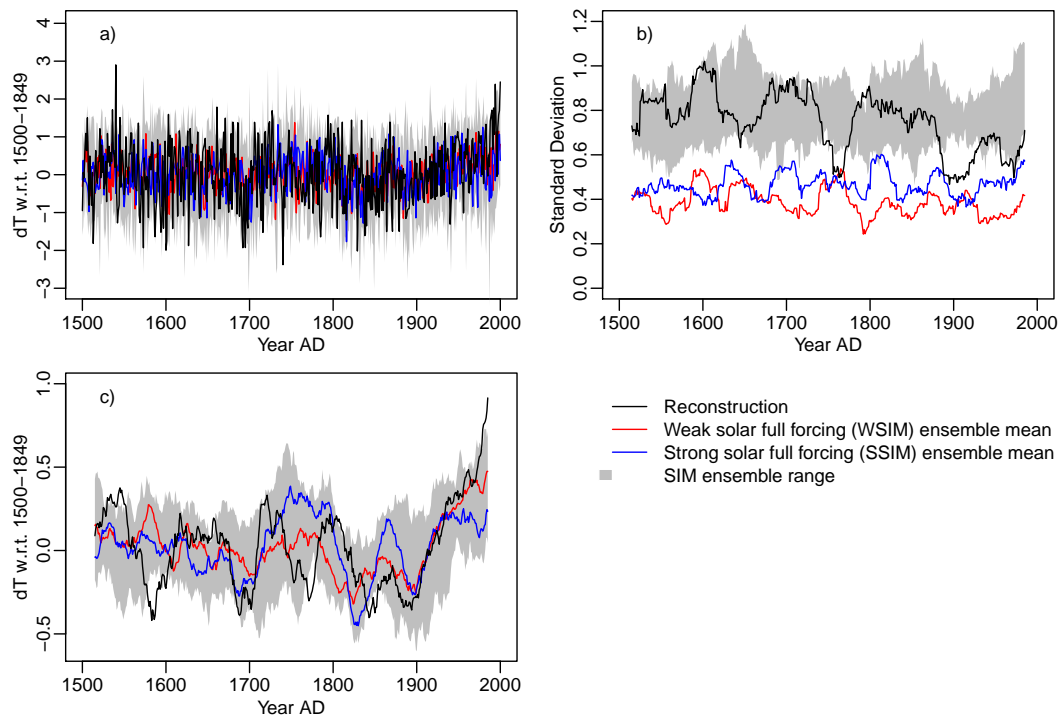 a)
dT w.r.t. 1500−1849
4
3
2
1
0
−1
−2
−3
1500 1600 1700 1800 1900 2000
Year AD
b)
Standard Deviation
1.2
1.0
0.8
0.6
0.4
0.2
0.0
1500 1600 1700 1800 1900 2000
Year AD
c)
dT w.r.t. 1500−1849
1.0
0.5
0.0
−0.5
1500 1600 1700 1800 1900 2000
Year AD
Reconstruction
Weak solar full forcing (WSIM) ensemble mean
Strong solar full forcing (SSIM) ensemble mean
SIM ensemble range